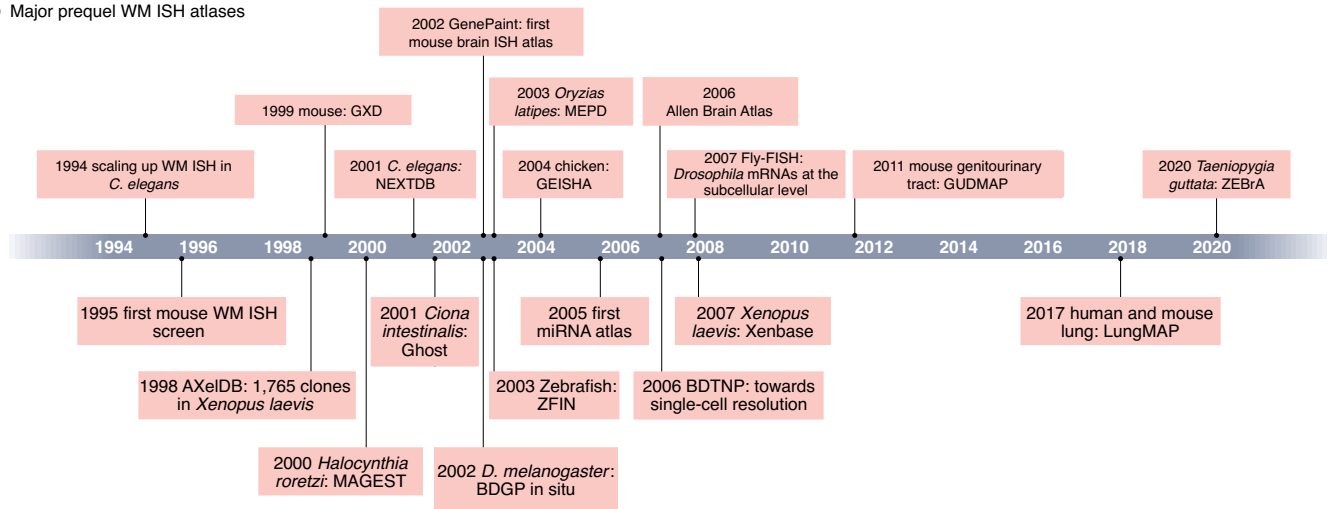 Major prequel WM ISH atlases
2002 GenePaint: first
mouse brain ISH atlas
1999 mouse: GXD
2003 Oryzias
latipes: MEPD
2006
Allen Brain Atlas
1994 scaling up WM ISH in
C. elegans
2001 C. elegans:
NEXTDB
2004 chicken:
GEISHA
2007 Fly-FISH:
Drosophila mRNAs at the
subcellular level
2011 mouse genitourinary
tract: GUDMAP
2020 Taeniopygia
guttata: ZEBrA
1994 1996 1998 2000 2002 2004 2006 2008 2010 2012 2014 2016 2018 2020
1995 first mouse WM ISH
screen
2001 Ciona
intestinalis:
Ghost
2005 first
miRNA atlas
2007 Xenopus
laevis: Xenbase
2017 human and mouse
lung: LungMAP
1998 AXelDB: 1,765 clones
in Xenopus laevis
2003 Zebrafish:
ZFIN
2006 BDTNP: towards
single-cell resolution
2000 Halocynthia
roretzi: MAGEST
2002 D. melanogaster:
BDGP in situ